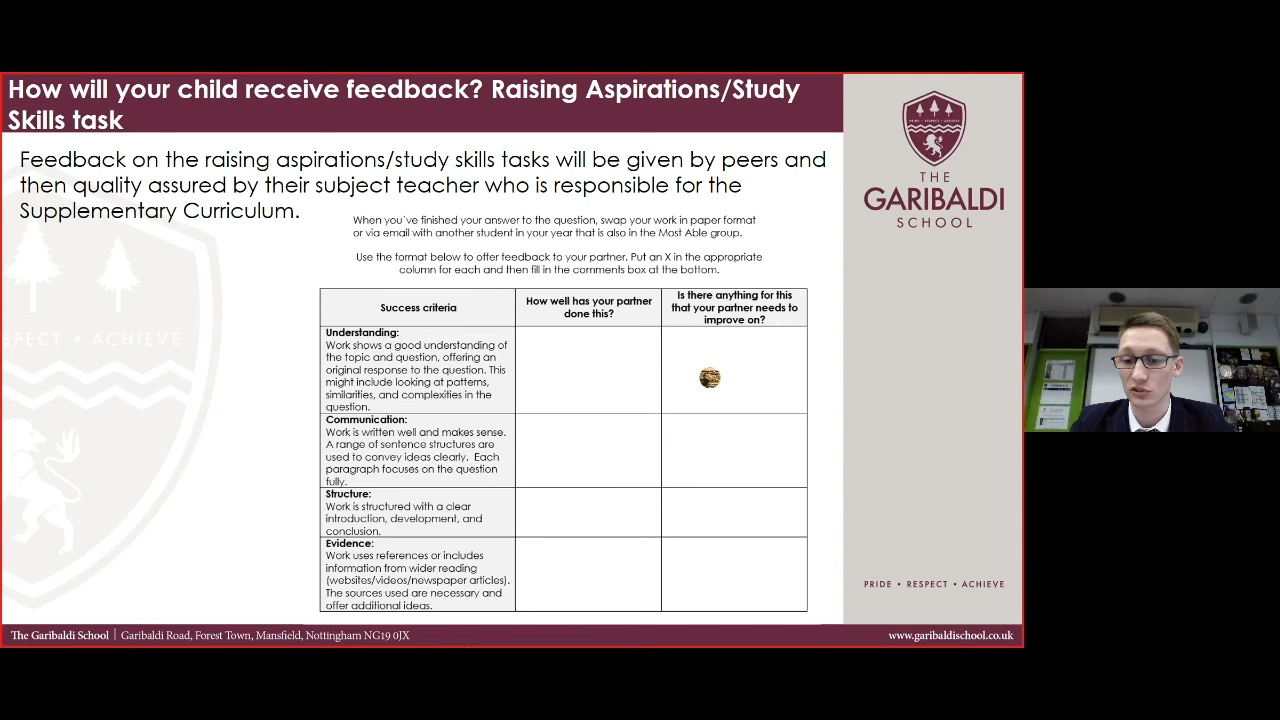 How will your child receive feedback? Raising Aspirations/Study
Skills task
Feedback on the raising aspirations/study skills tasks will be given by peers and
then quality assured by their subject teacher who is responsible for the
Supplementary Curriculum.
When you've finished your answer to the question, swap your work in paper format
or via email with another student in your year that is also in the Most Able group.
Use the format below to offer feedback to your partner. Put an X in the appropriate
column for each and then fill in the comments box at the bottom.
Success criteria
How well has your partner
done this?
Is there anything for this
that your partner needs to
improve on?
Understanding:
Work shows a good understanding of
the topic and question, offering an
original response to the question. This
might include looking at patterns,
similarities, and complexities in the
question.
Communication:
Work is written well and makes sense.
A range of sentence structures are
used to convey ideas clearly.  Each
paragraph focuses on the question
fully.
Structure:
Work is structured with a clear
introduction, development, and
conclusion.
Evidence:
Work uses references or includes
information from wider reading
(websites/videos/newspaper articles).
The sources used are necessary and
offer additional ideas.
SPECT • ACHIEVE
PRIDE • RESPECT • ACHIEVE
THE
GARIBALDI
SCHOOL
PRIDE • RESPECT • ACHIEVE
The Garibaldi School | Garibaldi Road, Forest Town, Mansfield, Nottingham NG19 0JX
www.garibaldischool.co.uk